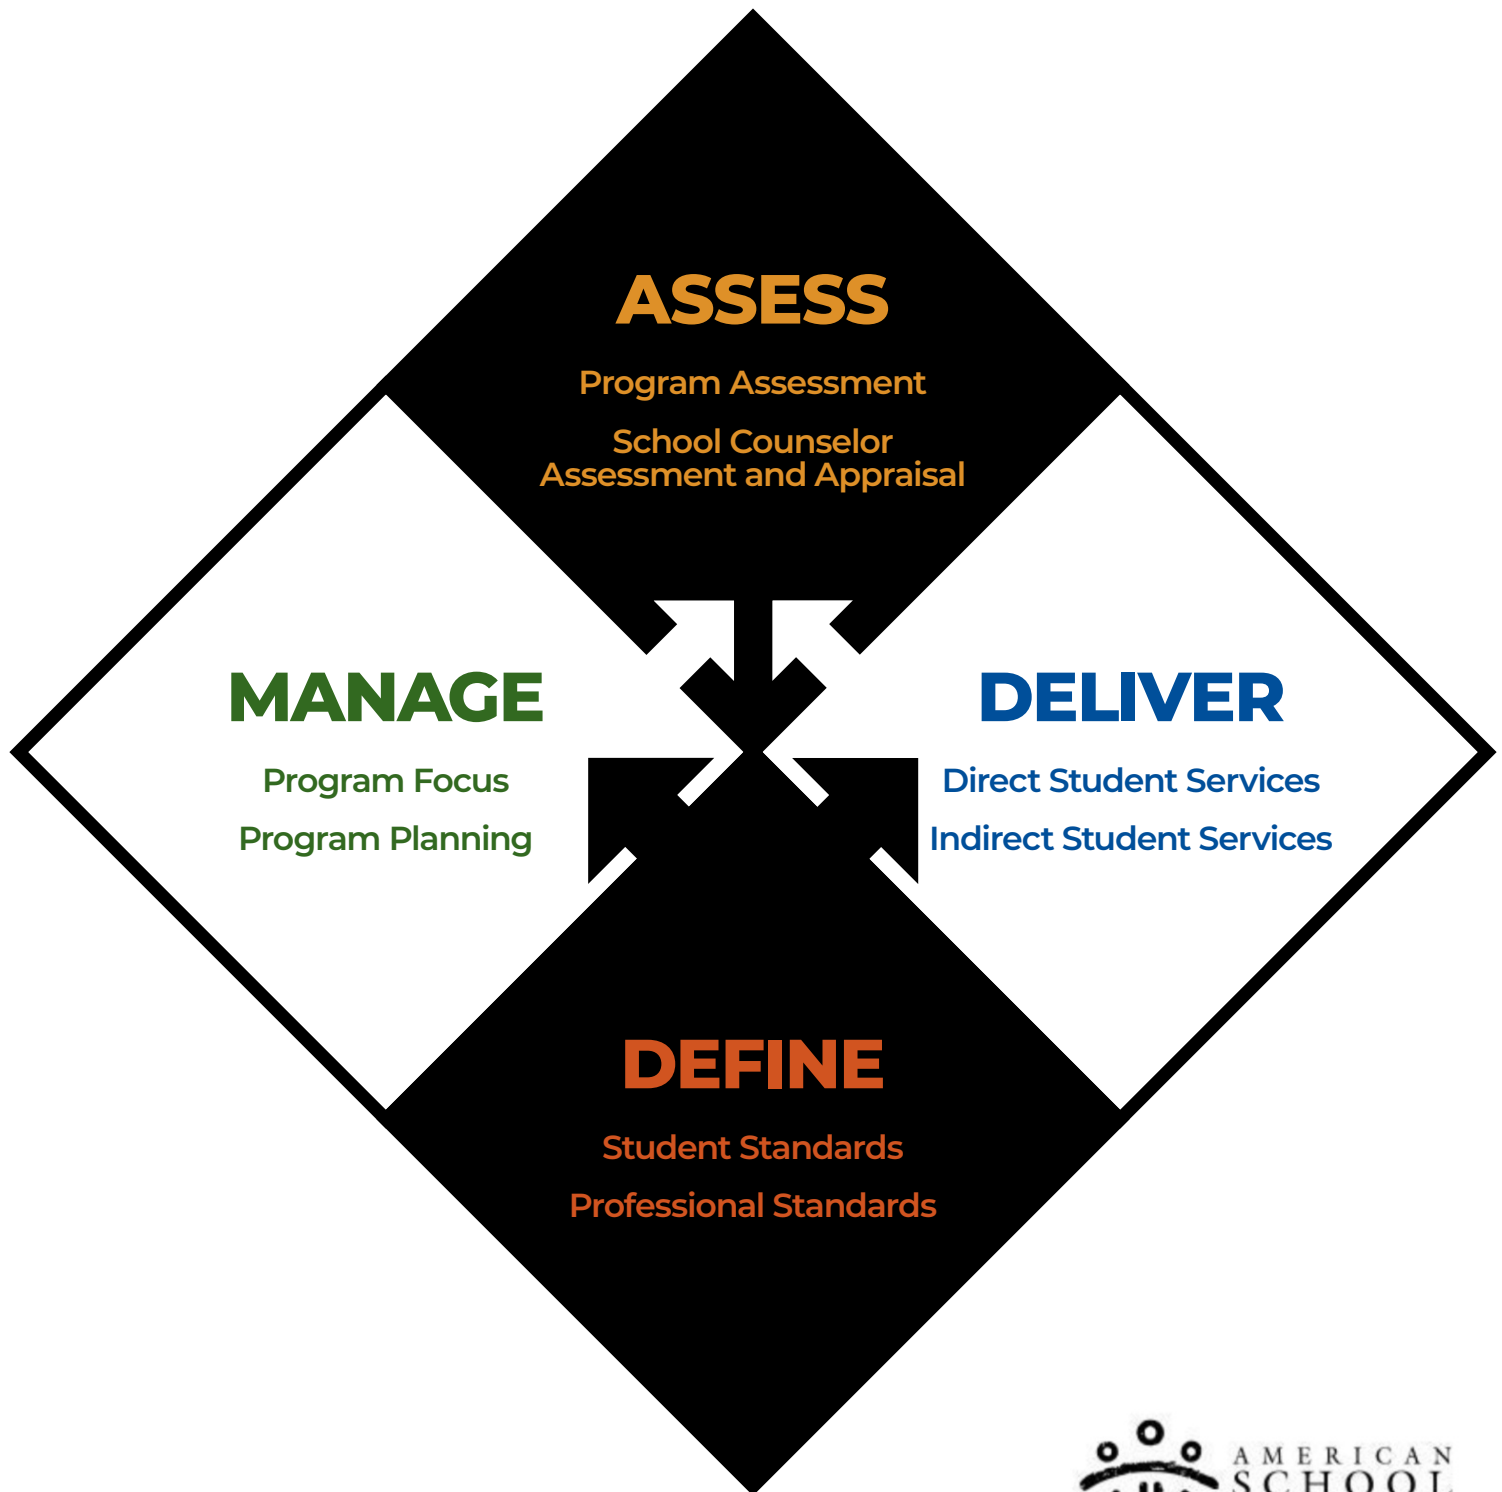 ASSESS
Program Assessment
School Counselor
Assessment and Appraisal
MANAGE
Program Focus
Program Planning
DELIVER
Direct Student Services
Indirect Student Services
DEFINE
Student Standards
Professional Standards
AMERICAN
SCHOOL